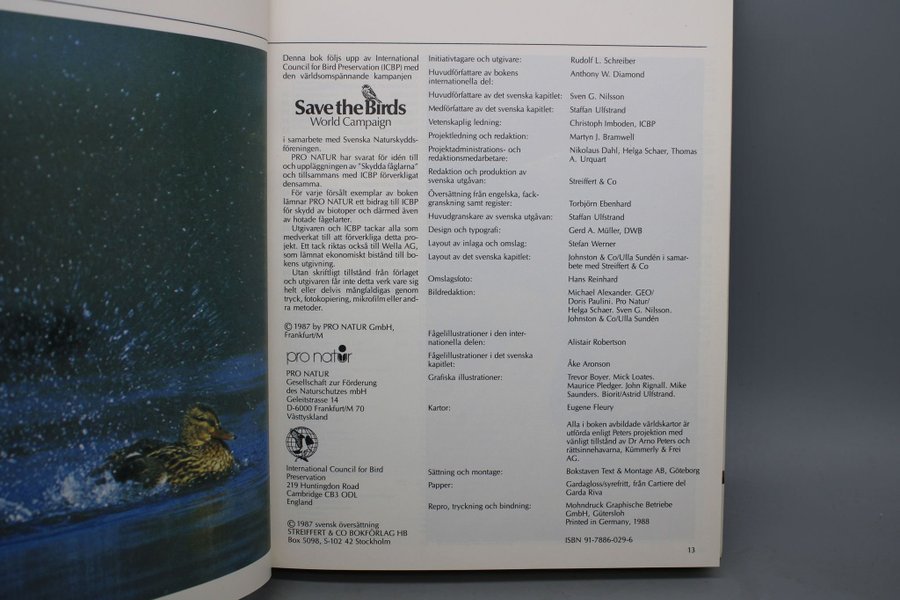 Denna bok följs upp av International
Council for Bird Preservation (ICBP) med
den världsomspännande kampanjen
Save the Birds
World Campaign
i samarbete med Svenska Naturskydds-
föreningen.
PRO NATUR har svarat för idén till
och uppläggningen av "Skydda fåglarna"
och tillsammans med ICBP förverkligat
densamma.
För varje försålt exemplar av boken
lämnar PRO NATUR ett bidrag till ICBP
för skydd av biotoper och därmed även
av hotade fågelarter.
Utgivaren och ICBP tackar alla som
medverkat till att förverkliga detta pro-
jekt. Ett tack riktas också till Wella AG,
som lämnat ekonomiskt bistånd till bo-
kens utgivning.
Utan skriftligt tillstånd från förlaget
och utgivaren får inte detta verk vare sig
helt eller delvis mångfaldigas genom
tryck, fotokopiering, mikrofilm eller and-
ra metoder.
© 1987 by PRO NATUR GmbH,
Frankfurt/M
pro natur
PRO NATUR
Gesellschaft zur Förderung
des Naturschutzes mbH
Geleitstrasse 14
D-6000 Frankfurt/M 70
Västtyskland
International Council for Bird
Preservation
219 Huntingdon Road
Cambridge CB3 ODL
England
© 1987 svensk översättning
STREIFFERT & CO BOKFÖRLAG HB
Box 5098, S-102 42 Stockholm
Initiativtagare och utgivare: Rudolf L. Schreiber
Huvudförfattare av bokens Anthony W. Diamond
internationella del:
Huvudförfattare av det svenska kapitlet: Sven G. Nilsson
Medförfattare av det svenska kapitlet: Staffan Ulfstrand
Vetenskaplig ledning: Christoph Imboden, ICBP
Projektledning och redaktion: Martyn J. Bramwell
Projektadministrations- och Nikolaus Dahl, Helga Schaer, Thomas
redaktionsmedarbetare: A. Urquart
Redaktion och produktion av
svenska utgåvan: Streiffert & Co
Översättning från engelska, fack-
granskning samt register: Torbjörn Ebenhard
Huvudgranskare av svenska utgåvan: Staffan Ulfstrand
Design och typografi: Gerd A. Müller, DWB
Layout av inlaga och omslag: Stefan Werner
Layout av det svenska kapitlet: Johnston & Co/Ulla Sundén i samar-
bete med Streiffert & Co
Omslagsfoto: Hans Reinhard
Bildredaktion: Michael Alexander. GEO/
Doris Paulini. Pro Natur/
Helga Schaer. Sven G. Nilsson.
Johnston & Co/Ulla Sundén
Fågelillustrationer i den inter-
nationella delen: Alistair Robertson
Fågelillustrationer i det svenska
kapitlet: Åke Aronson
Grafiska illustrationer: Trevor Boyer. Mick Loates.
Maurice Pledger. John Rignall. Mike
Saunders. Biorit/Astrid Ulfstrand.
Kartor: Eugene Fleury
Alla i boken avbildade världskartor är
utförda enligt Peters projektion med
vänligt tillstånd av Dr Arno Peters och
rättsinnehavarna, Kümmerly & Frei
AG.
Sättning och montage: Bokstaven Text & Montage AB, Göteborg
Papper: Gardagloss/syrefritt, från Cartiere del
Garda Riva
Repro, tryckning och bindning: Mohndruck Graphische Betriebe
GmbH, Gütersloh
Printed in Germany, 1988
ISBN 91-7886-029-6
13